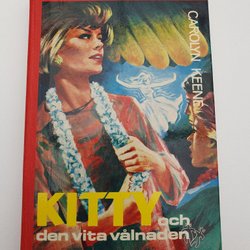 CAROLYN KEENE
KITTY och
den vita vålnaden